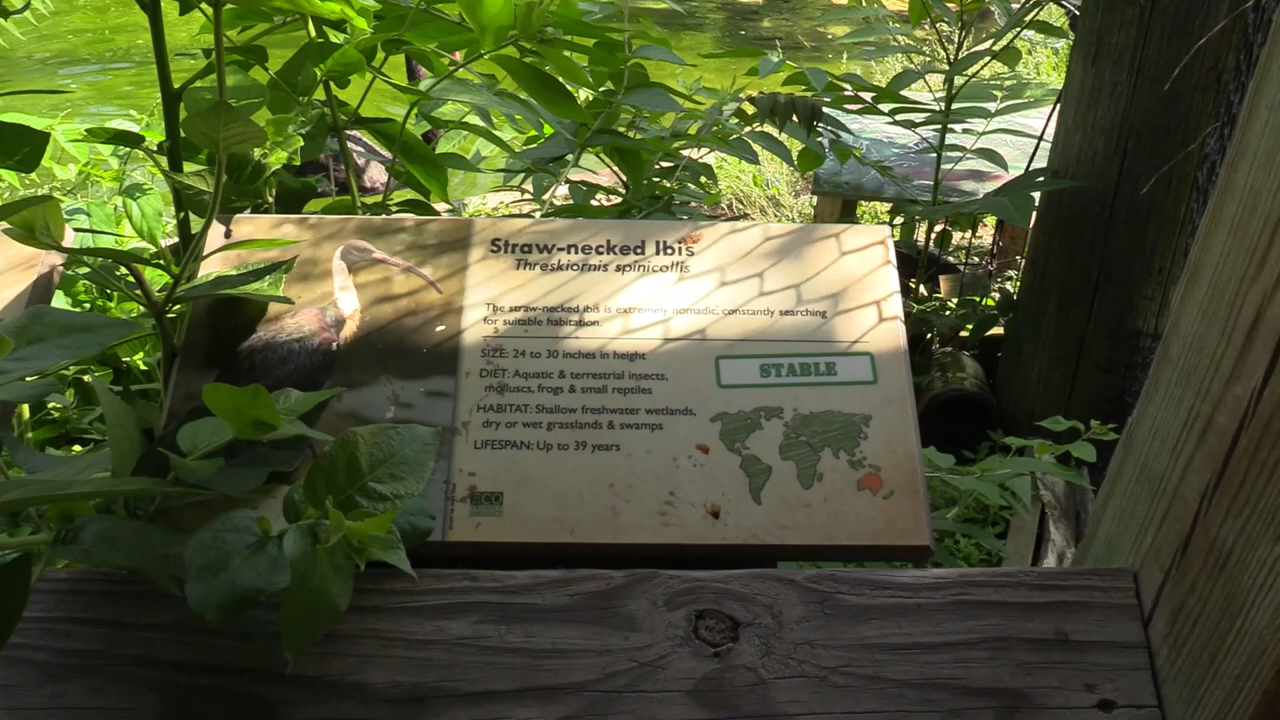 Straw-necked Ibis
Threskiornis spinicollis
The straw-necked ibis is extremely nomadic, constantly searching
for suitable habitation.
SIZE: 24 to 30 inches in height
DIET: Aquatic & terrestrial insects,
molluscs, frogs & small reptiles
HABITAT: Shallow freshwater wetlands,
dry or wet grasslands & swamps
LIFESPAN: Up to 39 years
STABLE
ECO